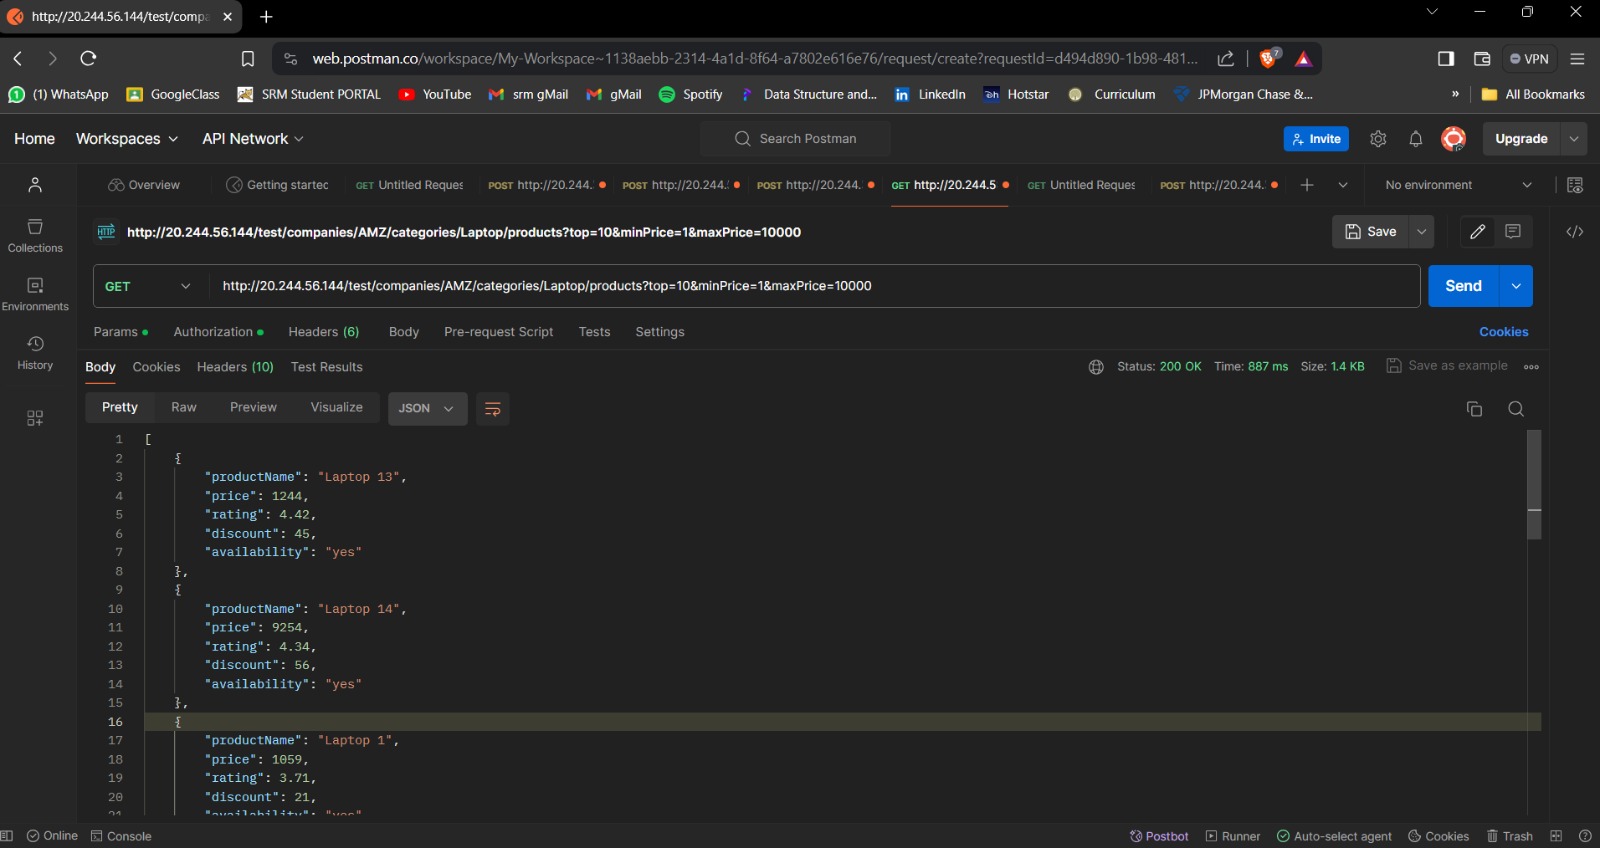 http://20.244.56.144/test/compa
web.postman.co/workspace/My-Workspace~1138aebb-2314-4a1d-8f64-a7802e616e76/request/create?requestId=d494d890-1b98-481...
7
VPN
(1) WhatsApp GoogleClass SRM Student PORTAL YouTube srm gMail gMail Spotify Data Structure and... LinkedIn Hotstar Curriculum JPMorgan Chase &... » All Bookmarks
Home Workspaces API Network Search Postman Invite Upgrade
Overview Getting started GET Untitled Reques POST http://20.244. POST http://20.244. POST http://20.244. GET http://20.244.5 GET Untitled Reques POST http://20.244. No environment
Collections
Environments
History
HTTP http://20.244.56.144/test/companies/AMZ/categories/Laptop/products?top=10&minPrice=1&maxPrice=10000 Save
GET http://20.244.56.144/test/companies/AMZ/categories/Laptop/products?top=10&minPrice=1&maxPrice=10000 Send
Params Authorization Headers (6) Body Pre-request Script Tests Settings Cookies
Body Cookies Headers (10) Test Results Status: 200 OK Time: 887 ms Size: 1.4 KB Save as example
Pretty Raw Preview Visualize JSON
1 [
2 {
3 "productName": "Laptop 13",
4 "price": 1244,
5 "rating": 4.42,
6 "discount": 45,
7 "availability": "yes"
8 },
9 {
10 "productName": "Laptop 14",
11 "price": 9254,
12 "rating": 4.34,
13 "discount": 56,
14 "availability": "yes"
15 },
16 {
17 "productName": "Laptop 1",
18 "price": 1059,
19 "rating": 3.71,
20 "discount": 21,
21 "availability": "yes"
Online Console Postbot Runner Auto-select agent Cookies Trash